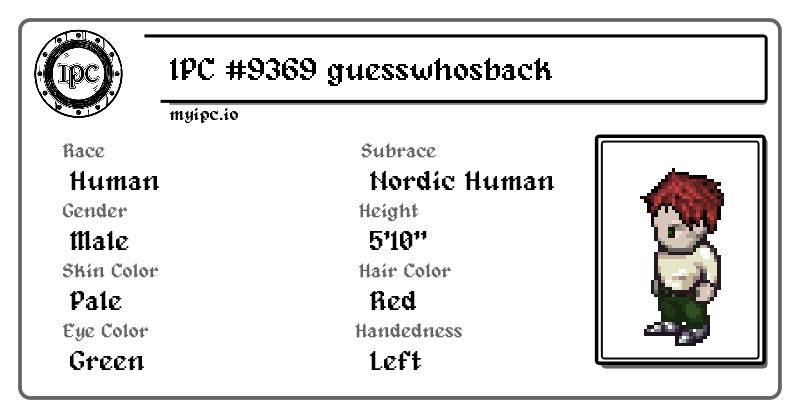 IPC
IPC #9369 guesswhosback
myipc.io
Race
Subrace
Human
Nordic Human
Gender
Height
Male
5'10"
Skin Color
Hair Color
Pale
Red
Eye Color
Handedness
Green
Left